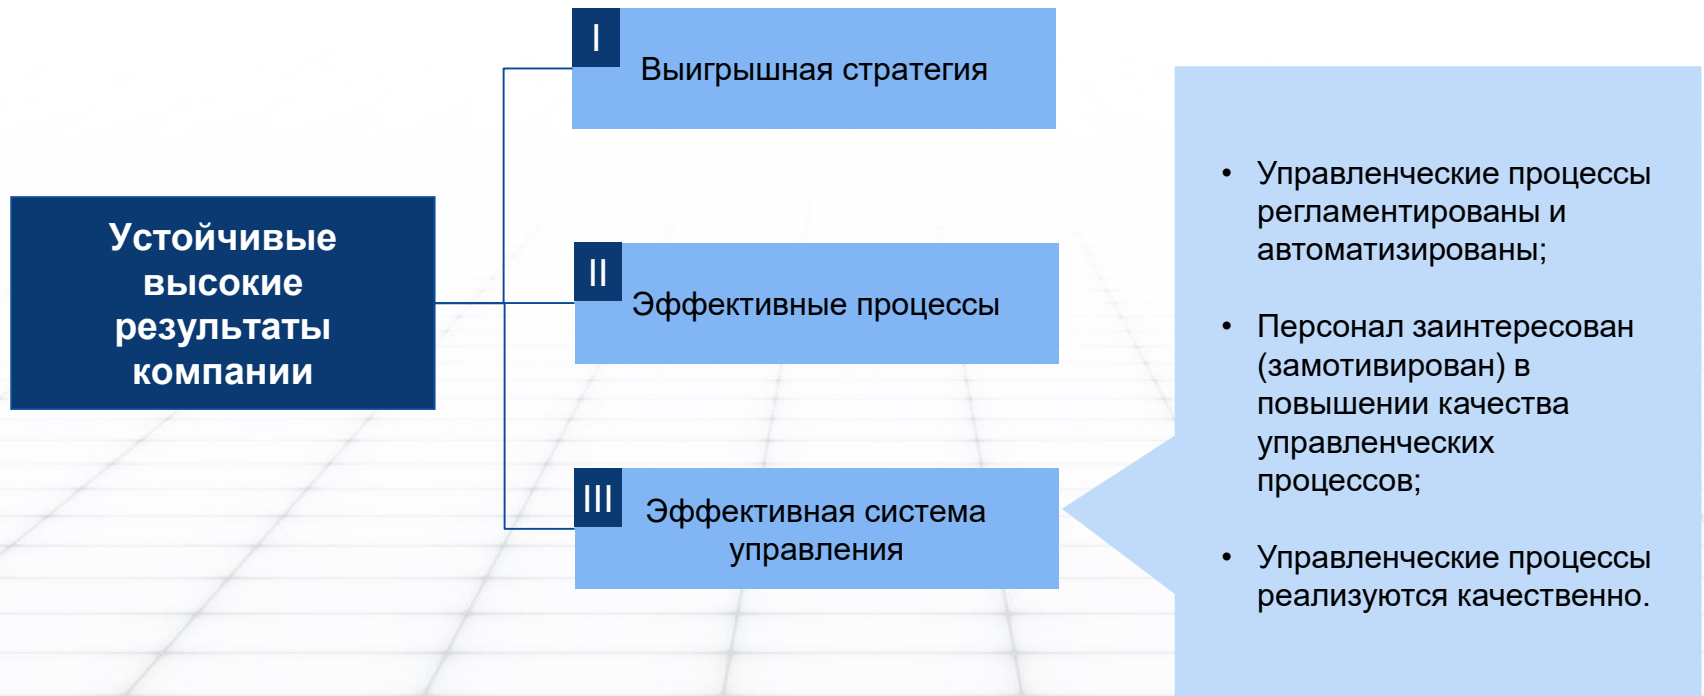 I
Выигрышная стратегия
Устойчивые
высокие
результаты
компании
II
Эффективные процессы
III
Эффективная система
управления
• Управленческие процессы
регламентированы и
автоматизированы;
• Персонал заинтересован
(замотивирован) в
повышении качества
управленческих
процессов;
• Управленческие процессы
реализуются качественно.